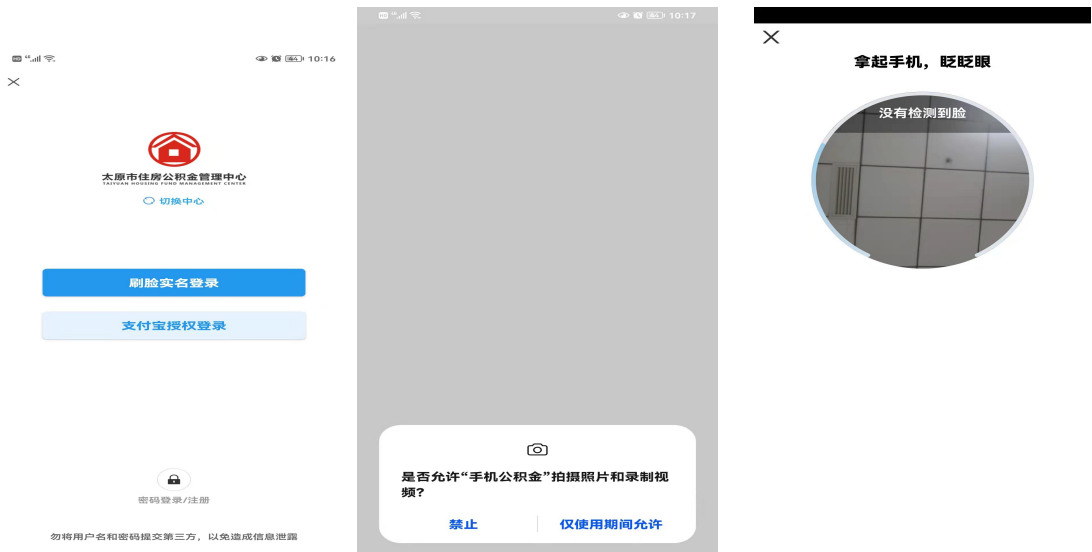 10:16
太原市住房公积金管理中心
TAIYUAN HOUSING FUND MANAGEMENT CENTER
切换中心
刷脸实名登录
支付宝授权登录
密码登录/注册
勿将用户名和密码提交第三方，以免造成信息泄露
10:17
是否允许“手机公积金”拍摄照片和录制视
频?
禁止
仅使用期间允许
拿起手机，眨眨眼
没有检测到脸